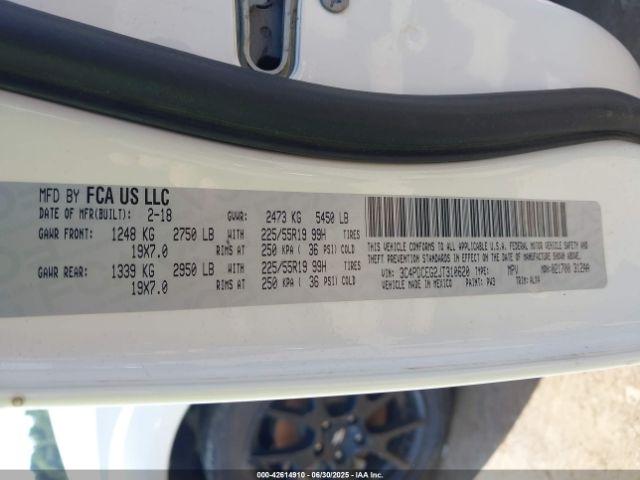 MFD BY FCA US LLC
DATE OF MFR(BUILT): 2-18 GVWR: 2473 KG 5450 LB
GAWR FRONT: 1248 KG 2750 LB WITH 225/55R19 99H TIRES
19X7.0 RIMS AT 250 KPA ( 36 PSI) COLD
GAWR REAR: 1339 KG 2950 LB WITH 225/55R19 99H TIRES
19X7.0 RIMS AT 250 KPA ( 36 PSI) COLD
THIS VEHICLE CONFORMS TO ALL APPLICABLE U.S.A. FEDERAL MOTOR VEHICLE SAFETY,
BUMPER, AND THEFT PREVENTION STANDARDS IN EFFECT ON THE DATE OF MANUFACTURE SHOWN ABOVE.
VIN: 3C4PDCEG2JT310620 TYPE: MPV MDH: 021700 312AA
VEHICLE MADE IN MEXICO PAINT: PW3 TRIM:
000-42614910 - 06/30/2025 - IAA Inc.